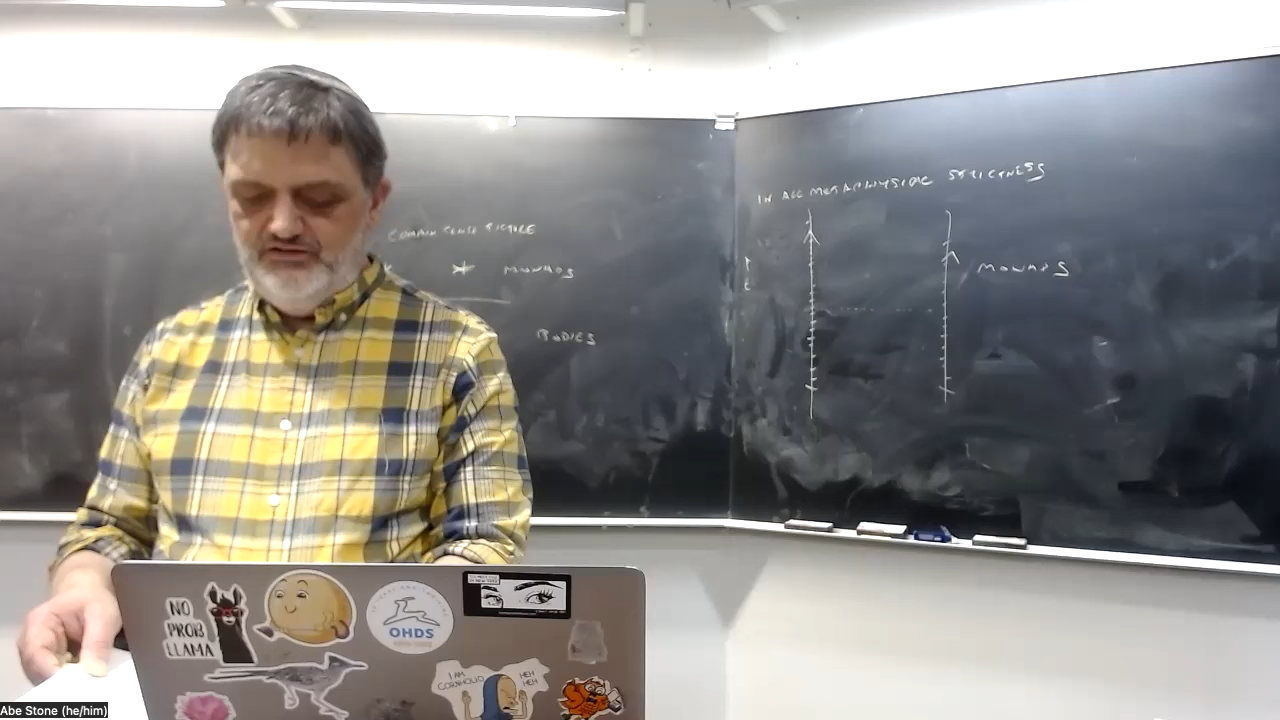 IN ALL METAPHYSICAL STRICTNESS
COMMON SENSE PICTURE
MONADS
MONADS
BODIES
NO
PROB
LLAMA
OHDS
I AM
CORNHOLIO
HEH
HEH
Abe Stone (he/him)